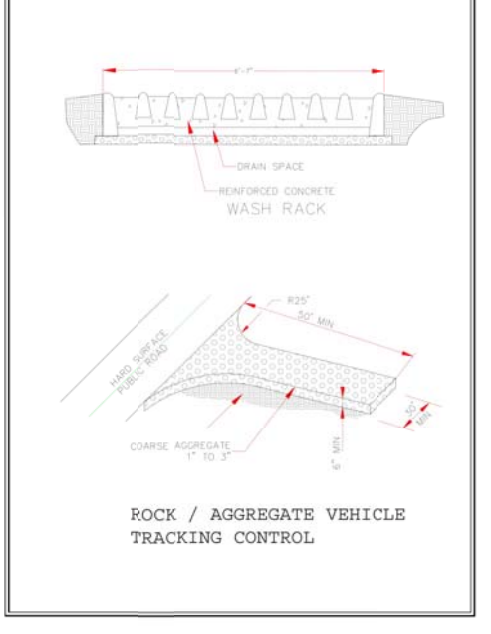 DRAIN SPACE
REINFORCED CONCRETE
WASH RACK
R25'
50' MIN
HARD SURFACE
PUBLIC ROAD
COARSE AGGREGATE
1" TO 3"
6" MIN
50'
MIN
ROCK / AGGREGATE VEHICLE
TRACKING CONTROL